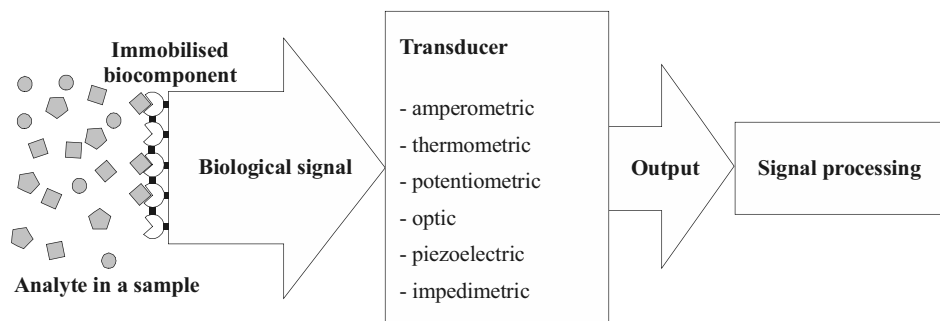 Immobilised
biocomponent
Analyte in a sample
Biological signal
Transducer
- amperometric
- thermometric
- potentiometric
- optic
- piezoelectric
- impedimetric
Output
Signal processing